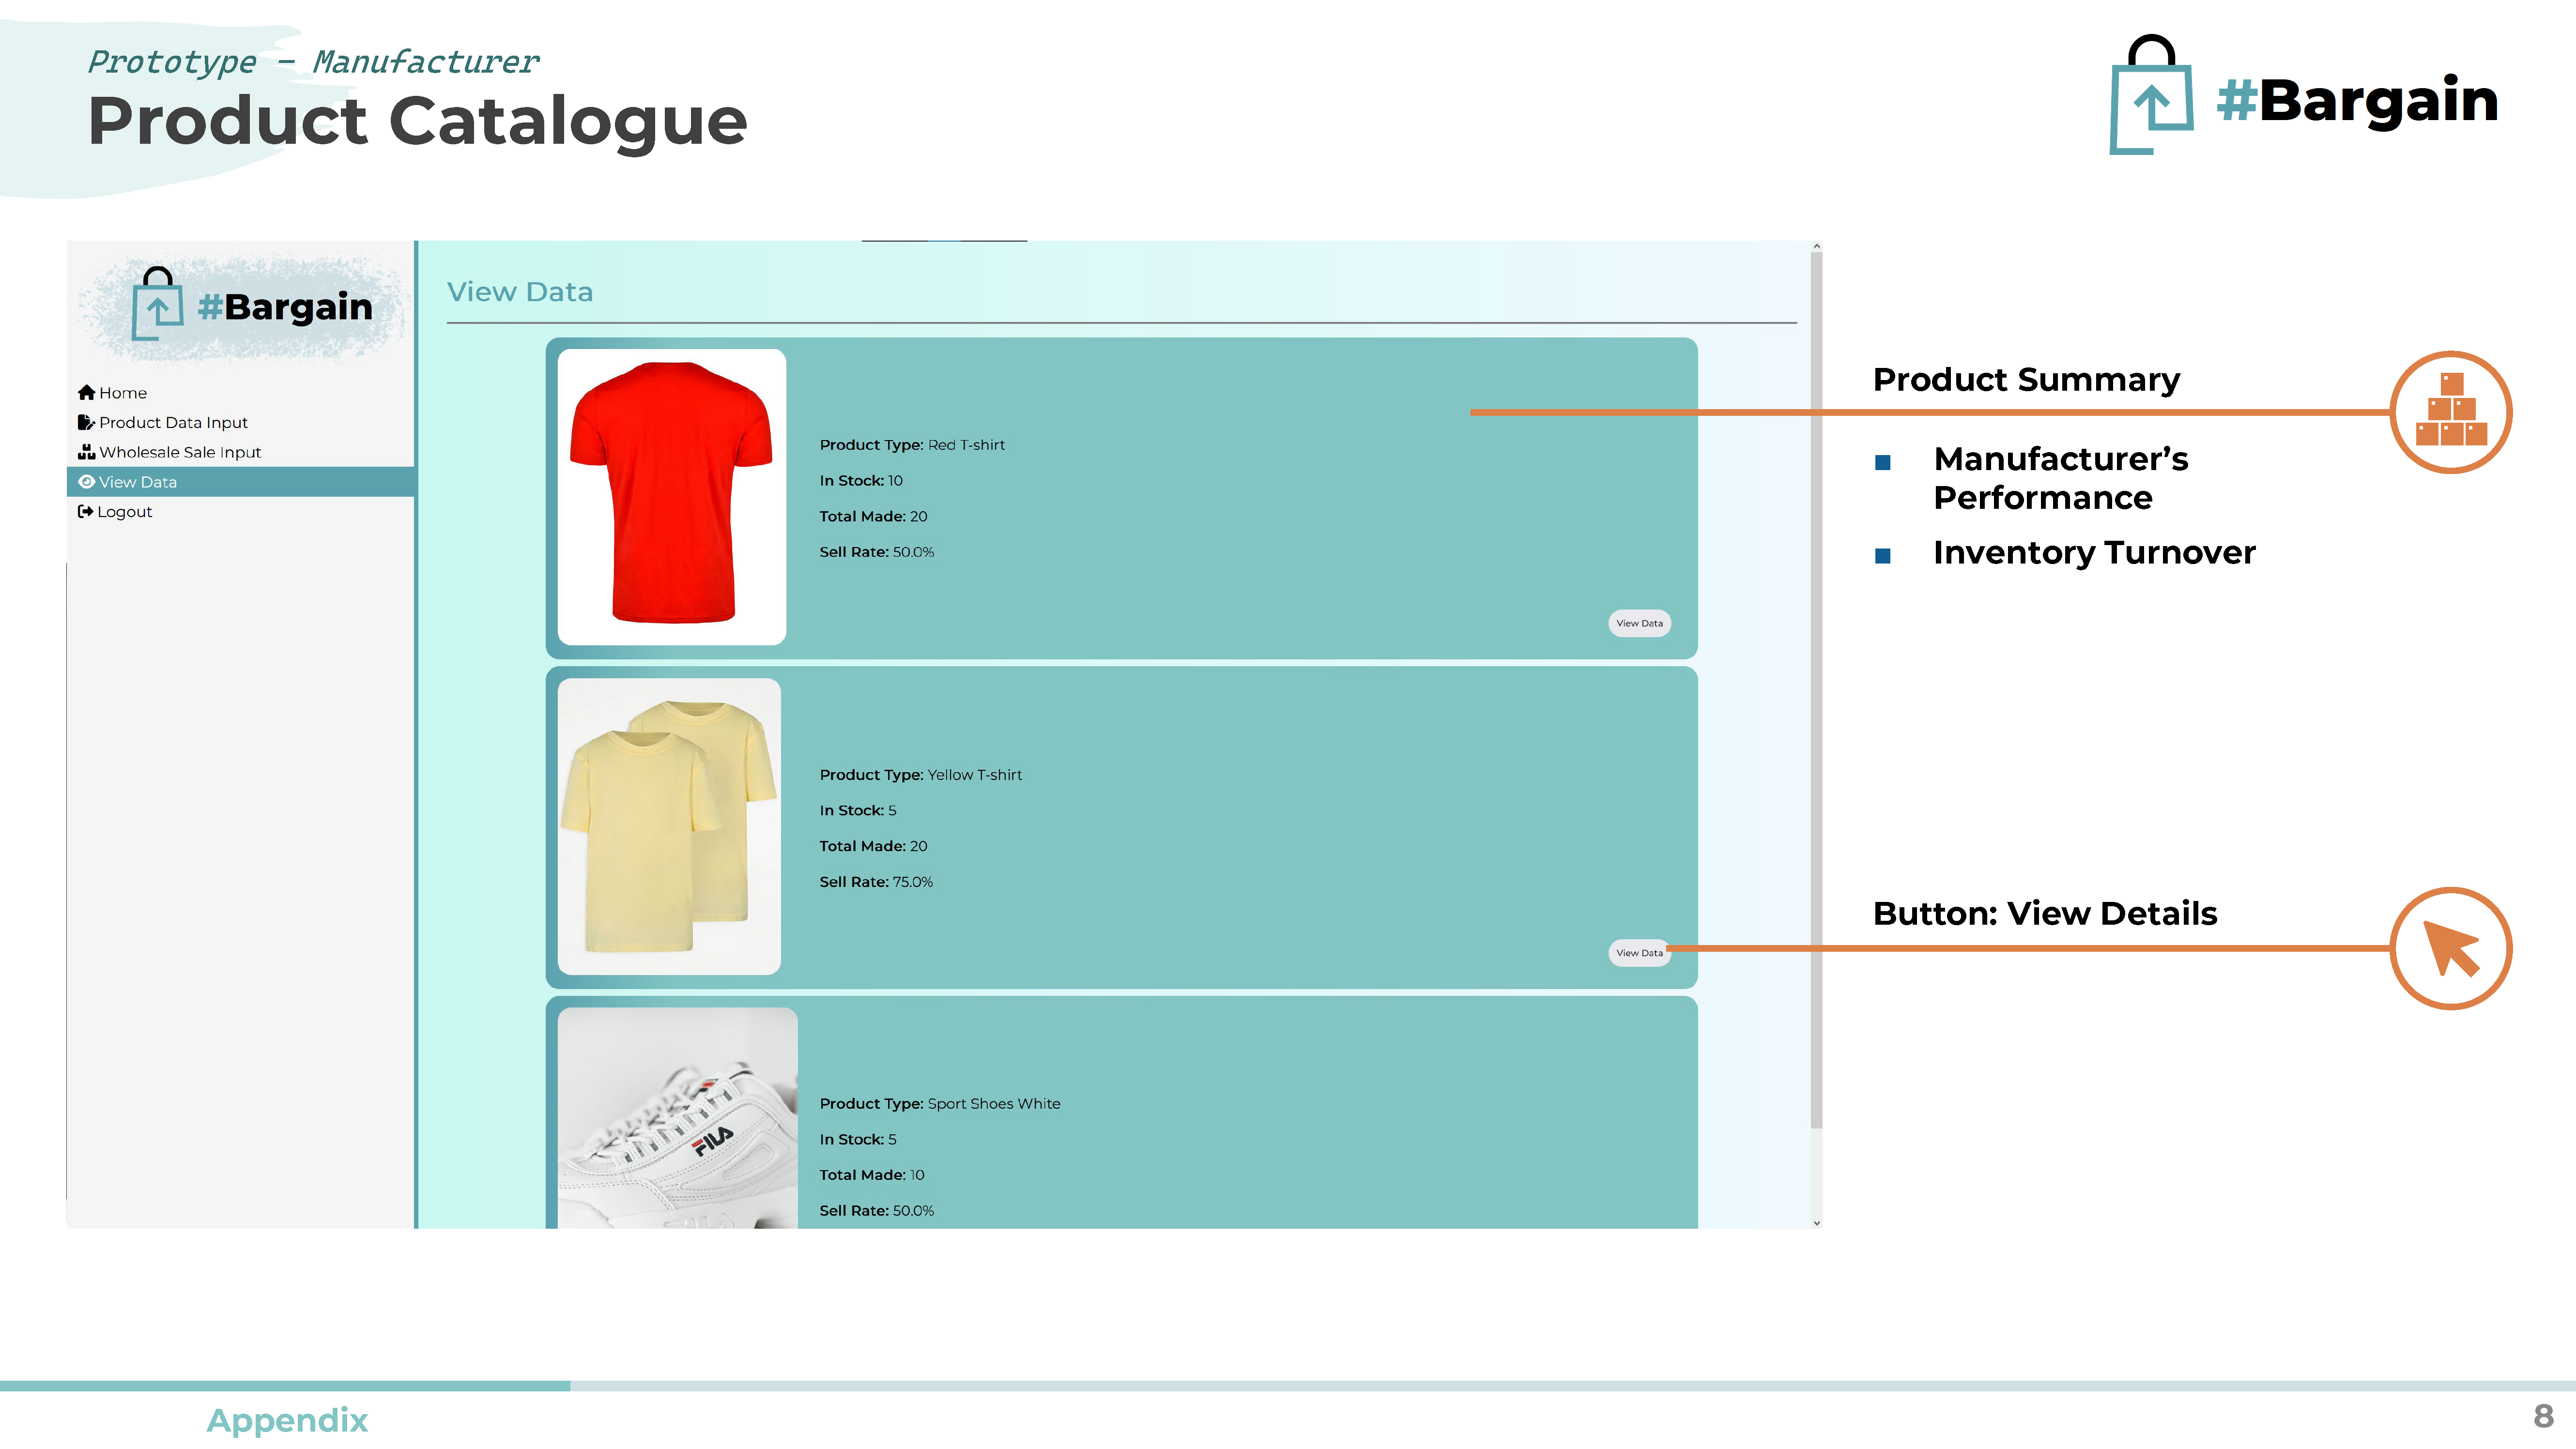 Prototype – Manufacturer
Product Catalogue
#Bargain
#Bargain
Home
Product Data Input
Wholesale Sale Input
View Data
Logout
View Data
Product Type: Red T-shirt
In Stock: 10
Total Made: 20
Sell Rate: 50.0%
View Data
Product Type: Yellow T-shirt
In Stock: 5
Total Made: 20
Sell Rate: 75.0%
View Data
FILA
FILA
Product Type: Sport Shoes White
In Stock: 5
Total Made: 10
Sell Rate: 50.0%
Product Summary
Manufacturer’s
Performance
Inventory Turnover
Button: View Details
Appendix
8